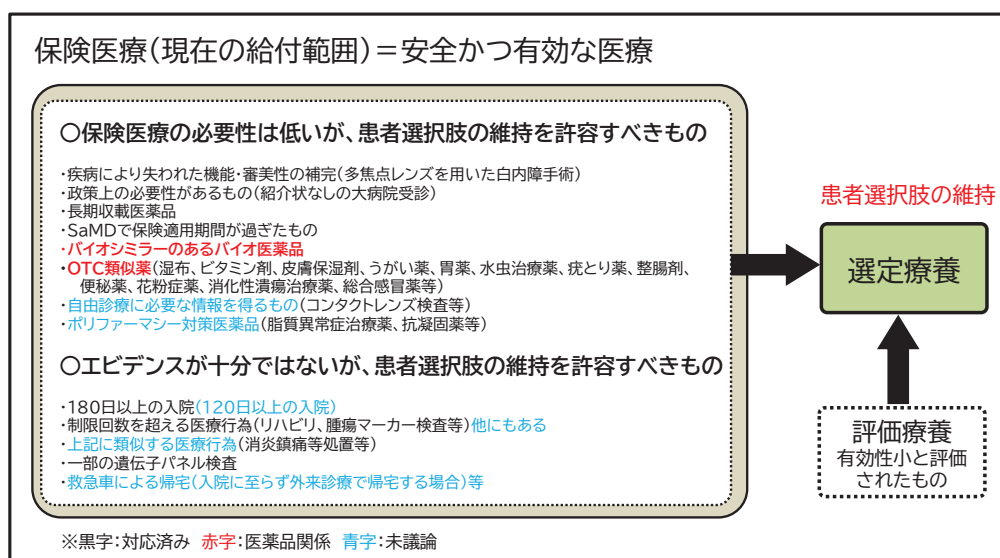 保険医療(現在の給付範囲)=安全かつ有効な医療
○保険医療の必要性は低いが、患者選択肢の維持を許容すべきもの
・疾病により失われた機能・審美性の補完(多焦点レンズを用いた白内障手術)
・政策上の必要性があるもの(紹介状なしの大病院受診)
・長期収載医薬品
・SaMDで保険適用期間が過ぎたもの
・バイオシミラーのあるバイオ医薬品
・OTC類似薬(湿布、ビタミン剤、皮膚保湿剤、うがい薬、胃薬、水虫治療薬、疣とり薬、整腸剤、
便秘薬、花粉症薬、消化性潰瘍治療薬、総合感冒薬等)
・自由診療に必要な情報を得るもの(コンタクトレンズ検査等)
・ポリファーマシー対策医薬品(脂質異常症治療薬、抗凝固薬等)
○エビデンスが十分ではないが、患者選択肢の維持を許容すべきもの
・180日以上の入院(120日以上の入院)
・制限回数を超える医療行為(リハビリ、腫瘍マーカー検査等)他にもある
・上記に類似する医療行為(消炎鎮痛等処置等)
・一部の遺伝子パネル検査
・救急車による帰宅(入院に至らず外来診療で帰宅する場合)等
※黒字:対応済み 赤字:医薬品関係 青字:未議論
患者選択肢の維持
選定療養
評価療養
有効性小と評価
されたもの